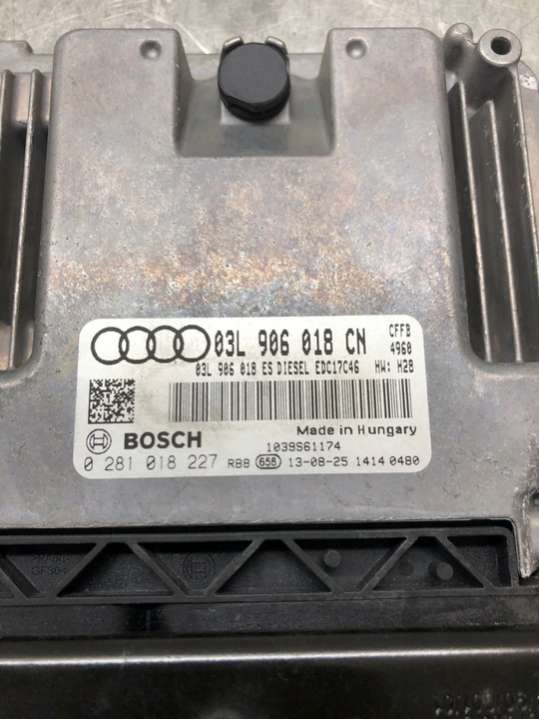 03L 906 018 CN CFFB
4960
03L 906 018 ES DIESEL EDC17C46 HW: H28
Made in Hungary
BOSCH 1039S61174
0 281 018 227 RBB 658 13-08-25 1414 0480